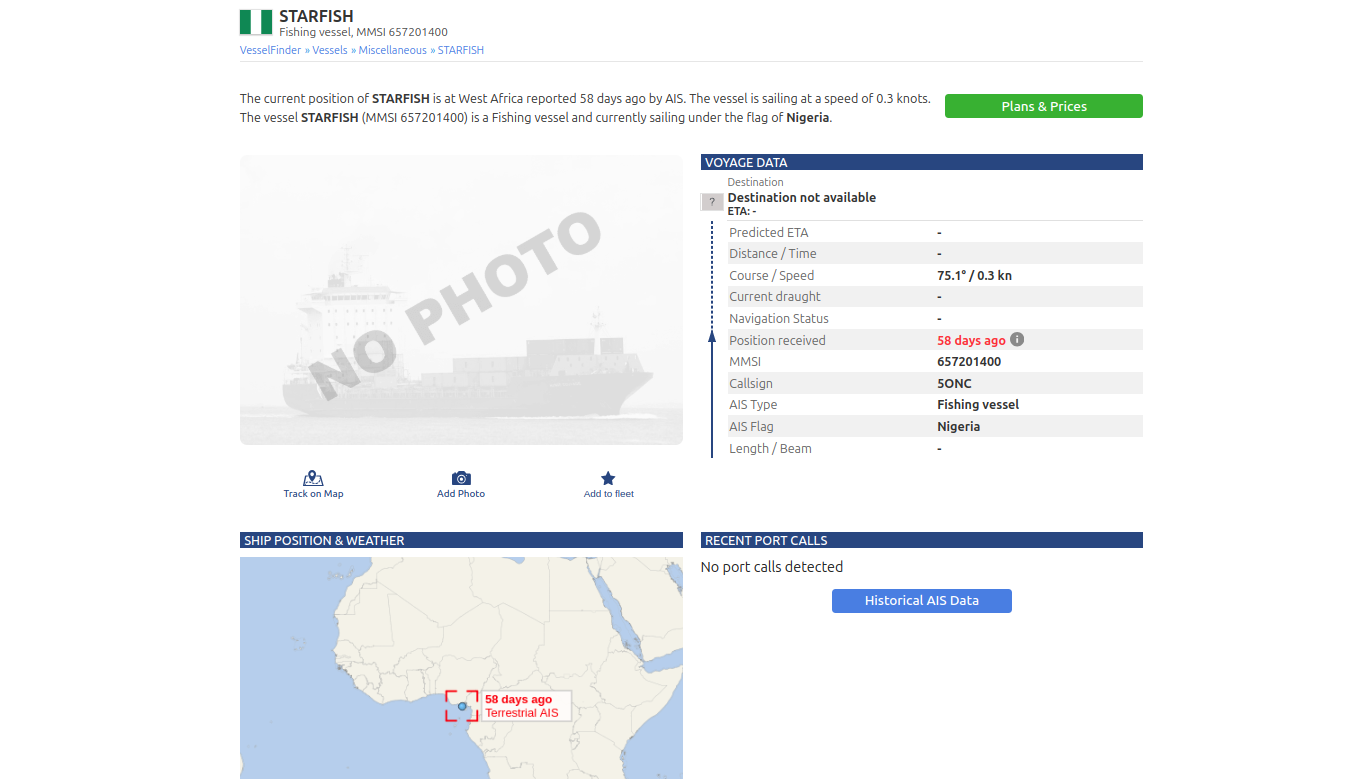 STARFISH
Fishing vessel, MMSI 657201400
VesselFinder » Vessels » Miscellaneous » STARFISH
The current position of STARFISH is at West Africa reported 58 days ago by AIS. The vessel is sailing at a speed of 0.3 knots.
The vessel STARFISH (MMSI 657201400) is a Fishing vessel and currently sailing under the flag of Nigeria.
Plans & Prices
NO PHOTO
Track on Map
Add Photo
Add to fleet
VOYAGE DATA
Destination
?
Destination not available
ETA: -
Predicted ETA -
Distance / Time -
Course / Speed 75.1° / 0.3 kn
Current draught -
Navigation Status -
Position received 58 days ago i
MMSI 657201400
Callsign 5ONC
AIS Type Fishing vessel
AIS Flag Nigeria
Length / Beam -
SHIP POSITION & WEATHER
58 days ago
Terrestrial AIS
RECENT PORT CALLS
No port calls detected
Historical AIS Data